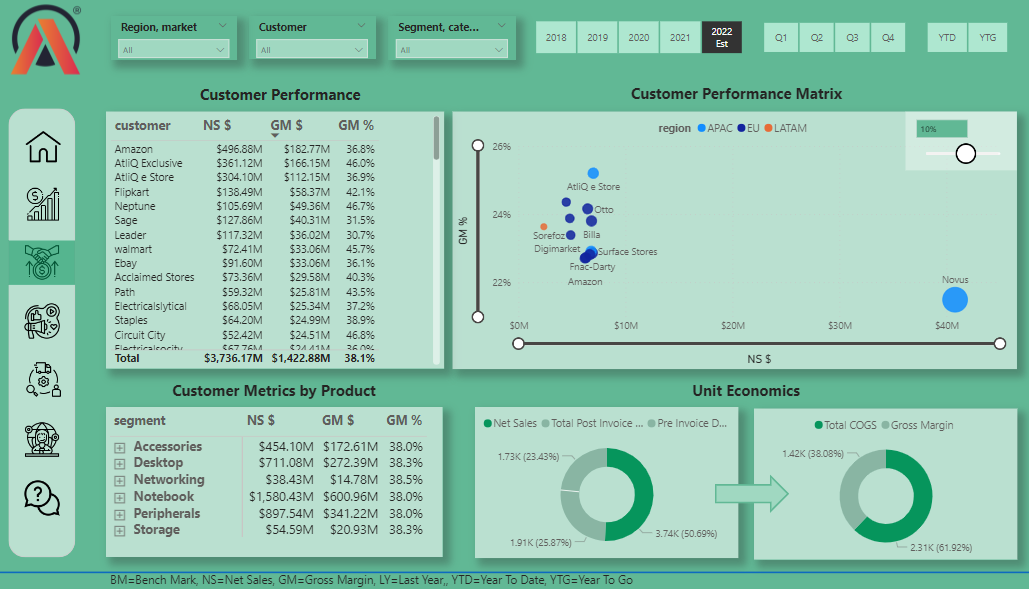 ®
Region, market
All
Customer
All
Segment, cate...
All
2018 2019 2020 2021 2022 Est
Q1 Q2 Q3 Q4
YTD YTG
Customer Performance
customer NS $ GM $ GM %
Amazon $496.88M $182.77M 36.8%
AtliQ Exclusive $361.12M $166.15M 46.0%
AtliQ e Store $304.10M $112.15M 36.9%
Flipkart $138.49M $58.37M 42.1%
Neptune $105.69M $49.36M 46.7%
Sage $127.86M $40.31M 31.5%
Leader $117.32M $36.02M 30.7%
walmart $72.41M $33.06M 45.7%
Ebay $91.60M $33.06M 36.1%
Acclaimed Stores $73.36M $29.58M 40.3%
Path $59.32M $25.81M 43.5%
Electricalslytical $68.05M $25.34M 37.2%
Staples $64.20M $24.99M 38.9%
Circuit City $52.42M $24.51M 46.8%
Electricalsocity $67.76M $24.41M 36.0%
Total $3,736.17M $1,422.88M 38.1%
Customer Performance Matrix
region APAC EU LATAM
10%
GM %
26%
24%
22%
AtliQ e Store
Otto
Sorefoz
Billa
Digimarket
Surface Stores
Fnac-Darty
Amazon
Novus
$0M $10M $20M $30M $40M
NS $
Customer Metrics by Product
segment NS $ GM $ GM %
Accessories $454.10M $172.61M 38.0%
Desktop $711.08M $272.39M 38.3%
Networking $38.43M $14.78M 38.5%
Notebook $1,580.43M $600.96M 38.0%
Peripherals $897.54M $341.22M 38.0%
Storage $54.59M $20.93M 38.3%
Unit Economics
Net Sales Total Post Invoice ... Pre Invoice D...
1.73K (23.43%)
1.91K (25.87%)
3.74K (50.69%)
Total COGS Gross Margin
1.42K (38.08%)
2.31K (61.92%)
BM=Bench Mark, NS=Net Sales, GM=Gross Margin, LY=Last Year,, YTD=Year To Date, YTG=Year To Go